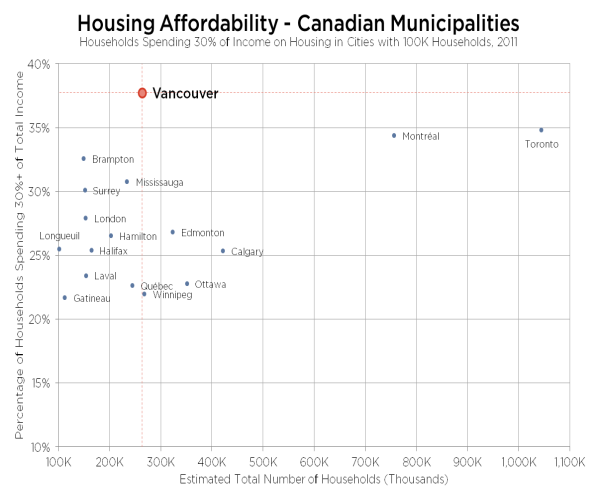 Housing Affordability - Canadian Municipalities
Households Spending 30% of Income on Housing in Cities with 100K Households, 2011
Percentage of Households Spending 30%+ of Total Income
40%
35%
30%
25%
20%
15%
10%
Vancouver
Montréal
Toronto
Brampton
Mississauga
Surrey
London
Longueuil
Hamilton
Edmonton
Halifax
Calgary
Laval
Québec
Ottawa
Gatineau
Winnipeg
100K
200K
300K
400K
500K
600K
700K
800K
900K
1,000K
1,100K
Estimated Total Number of Households (Thousands)